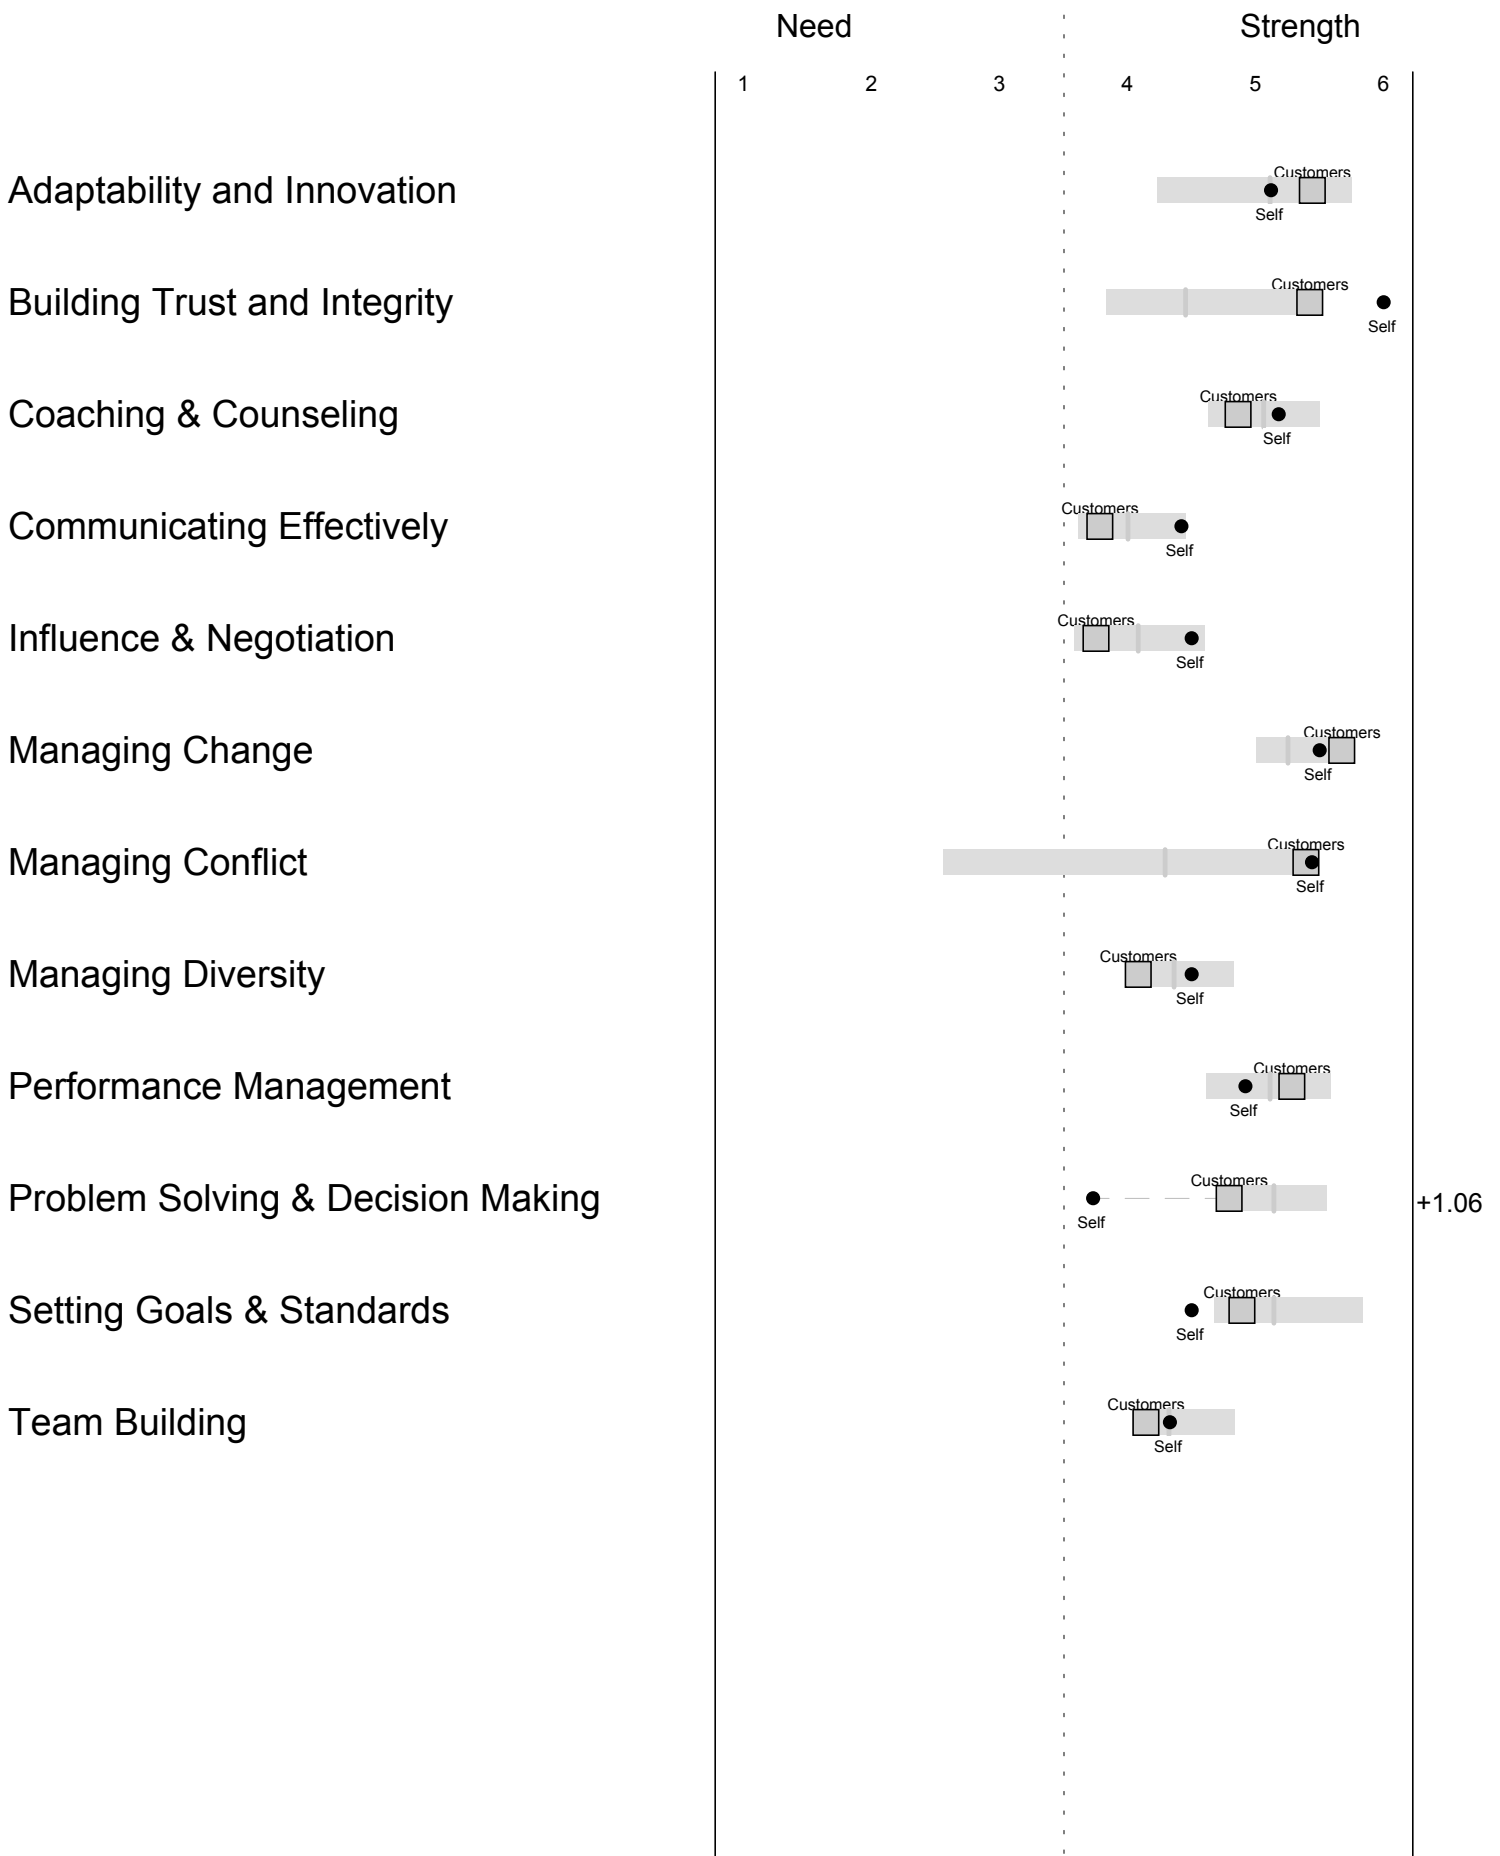 Need Strength
1 2 3 4 5 6
Customers
Adaptability and Innovation
Self
Customers
Building Trust and Integrity
Self
Customers
Coaching & Counseling
Self
Customers
Communicating Effectively
Self
Customers
Influence & Negotiation
Self
Customers
Managing Change
Self
Customers
Managing Conflict
Self
Customers
Managing Diversity
Self
Customers
Performance Management
Self
Customers
Problem Solving & Decision Making +1.06
Self
Customers
Setting Goals & Standards
Self
Customers
Team Building
Self